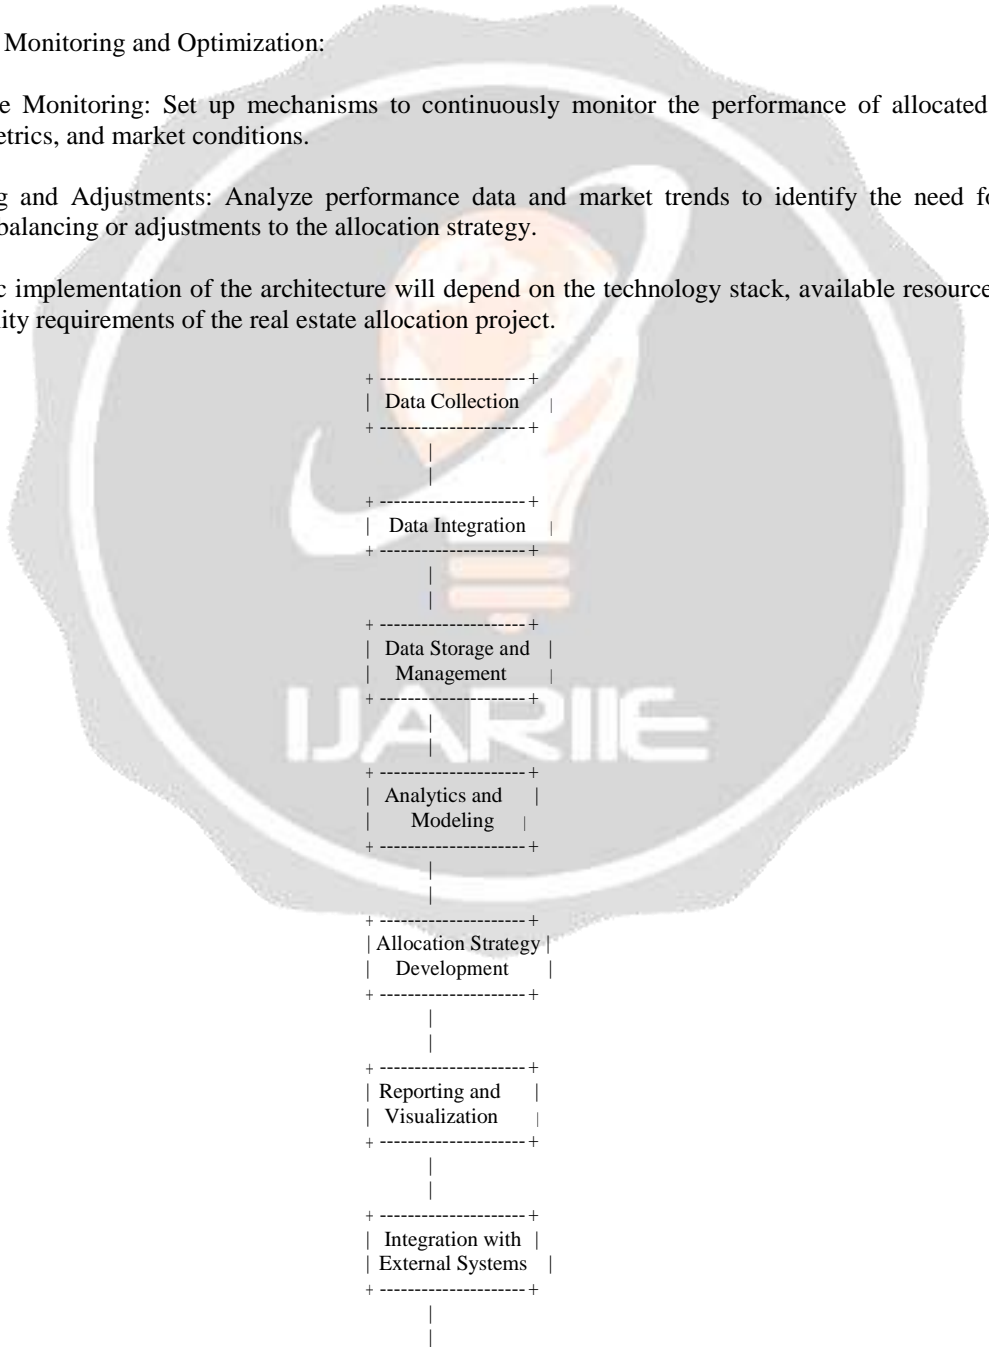 Monitoring and Optimization:
e Monitoring: Set up mechanisms to continuously monitor the performance of allocated
etrics, and market conditions.
g and Adjustments: Analyze performance data and market trends to identify the need fo
balancing or adjustments to the allocation strategy.
c implementation of the architecture will depend on the technology stack, available resource
lity requirements of the real estate allocation project.
+ --------------------- +
| Data Collection |
+ --------------------- +
|
|
+ --------------------- +
| Data Integration |
+ --------------------- +
|
|
+ --------------------- +
| Data Storage and |
| Management |
+ --------------------- +
|
|
+ --------------------- +
| Analytics and |
| Modeling |
+ --------------------- +
|
|
+ --------------------- +
| Allocation Strategy |
| Development |
+ --------------------- +
|
|
+ --------------------- +
| Reporting and |
| Visualization |
+ --------------------- +
|
|
+ --------------------- +
| Integration with |
| External Systems |
+ --------------------- +
|
|
IJARIIE